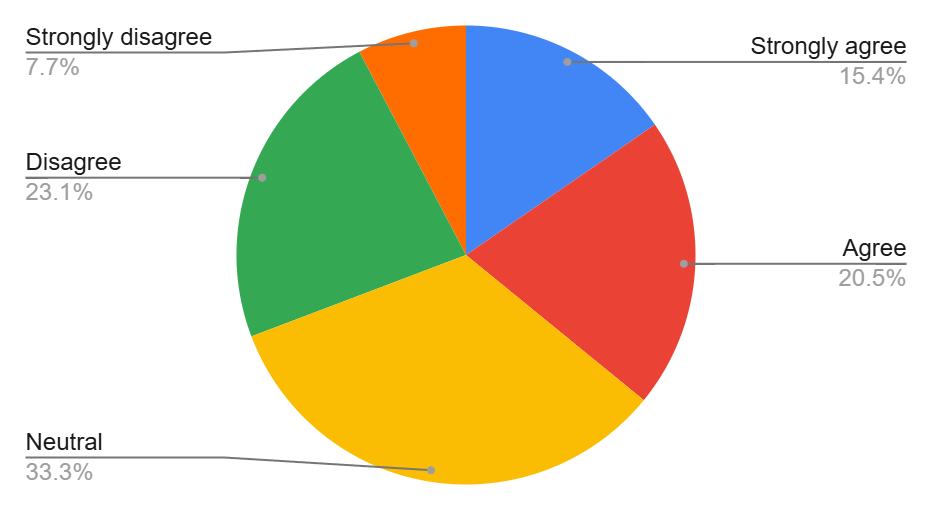 Strongly disagree
7.7%
Strongly agree
15.4%
Disagree
23.1%
Agree
20.5%
Neutral
33.3%